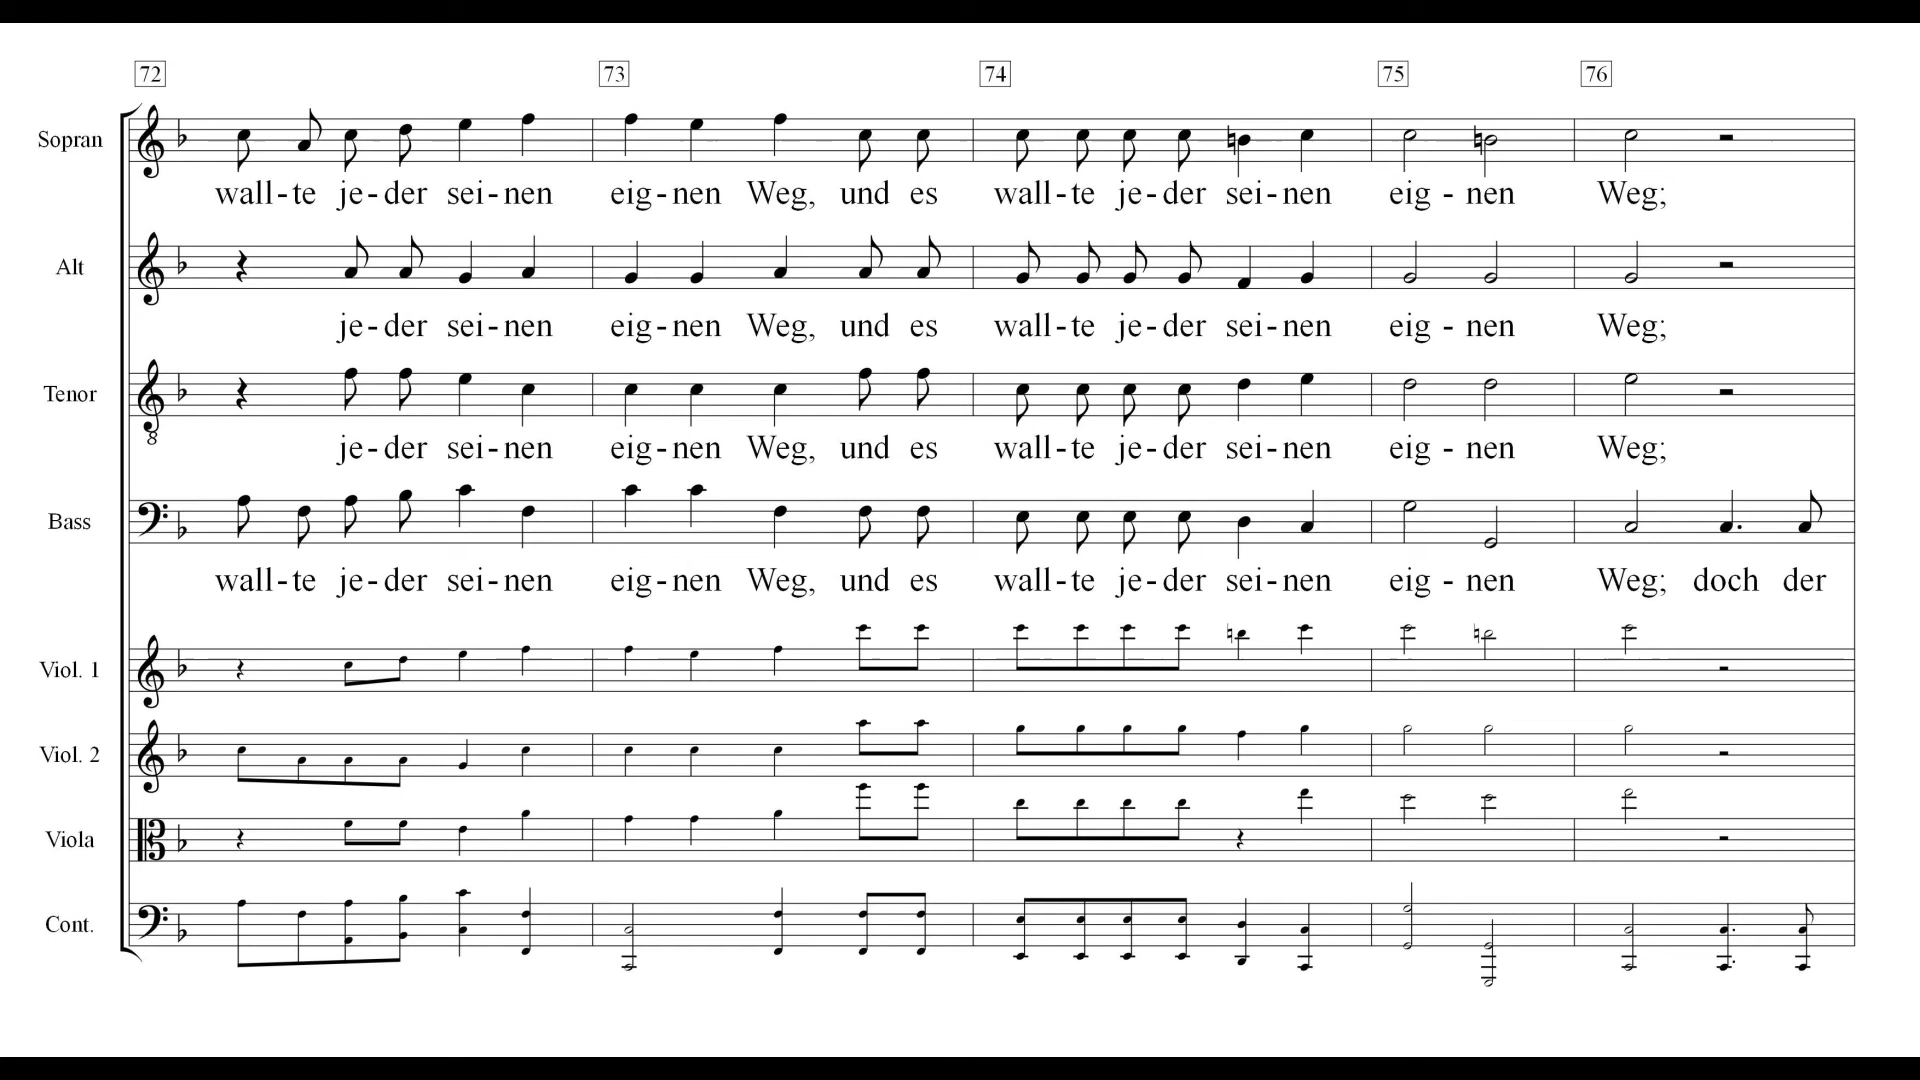 72 73 74 75 76
Sopran
wall-te je-der sei-nen eig-nen Weg, und es wall-te je-der sei-nen eig - nen Weg;
Alt
je-der sei-nen eig-nen Weg, und es wall-te je-der sei-nen eig - nen Weg;
Tenor
8
je-der sei-nen eig-nen Weg, und es wall-te je-der sei-nen eig - nen Weg;
Bass
wall-te je-der sei-nen eig-nen Weg, und es wall-te je-der sei-nen eig - nen Weg; doch der
Viol. 1
Viol. 2
Viola
Cont.